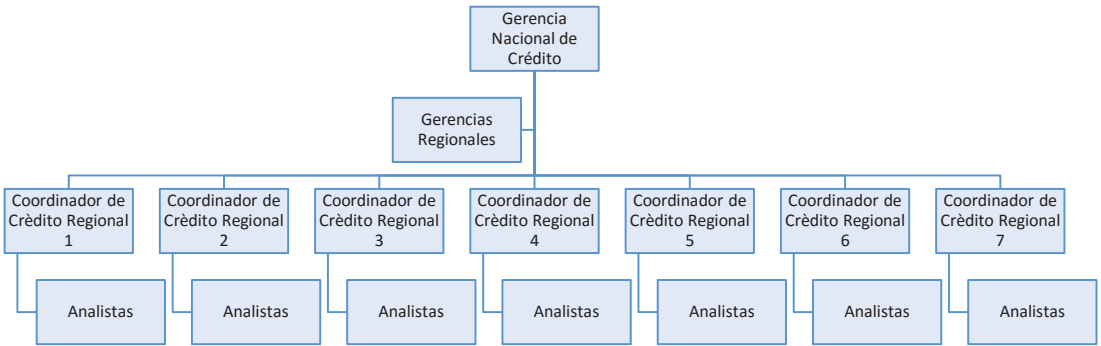 Gerencia
Nacional de
Crédito
Gerencias
Regionales
Coordinador de
Crèdito Regional
1
Coordinador de
Crèdito Regional
2
Coordinador de
Crèdito Regional
3
Coordinador de
Crèdito Regional
4
Coordinador de
Crèdito Regional
5
Coordinador de
Crèdito Regional
6
Coordinador de
Crèdito Regional
7
Analistas
Analistas
Analistas
Analistas
Analistas
Analistas
Analistas